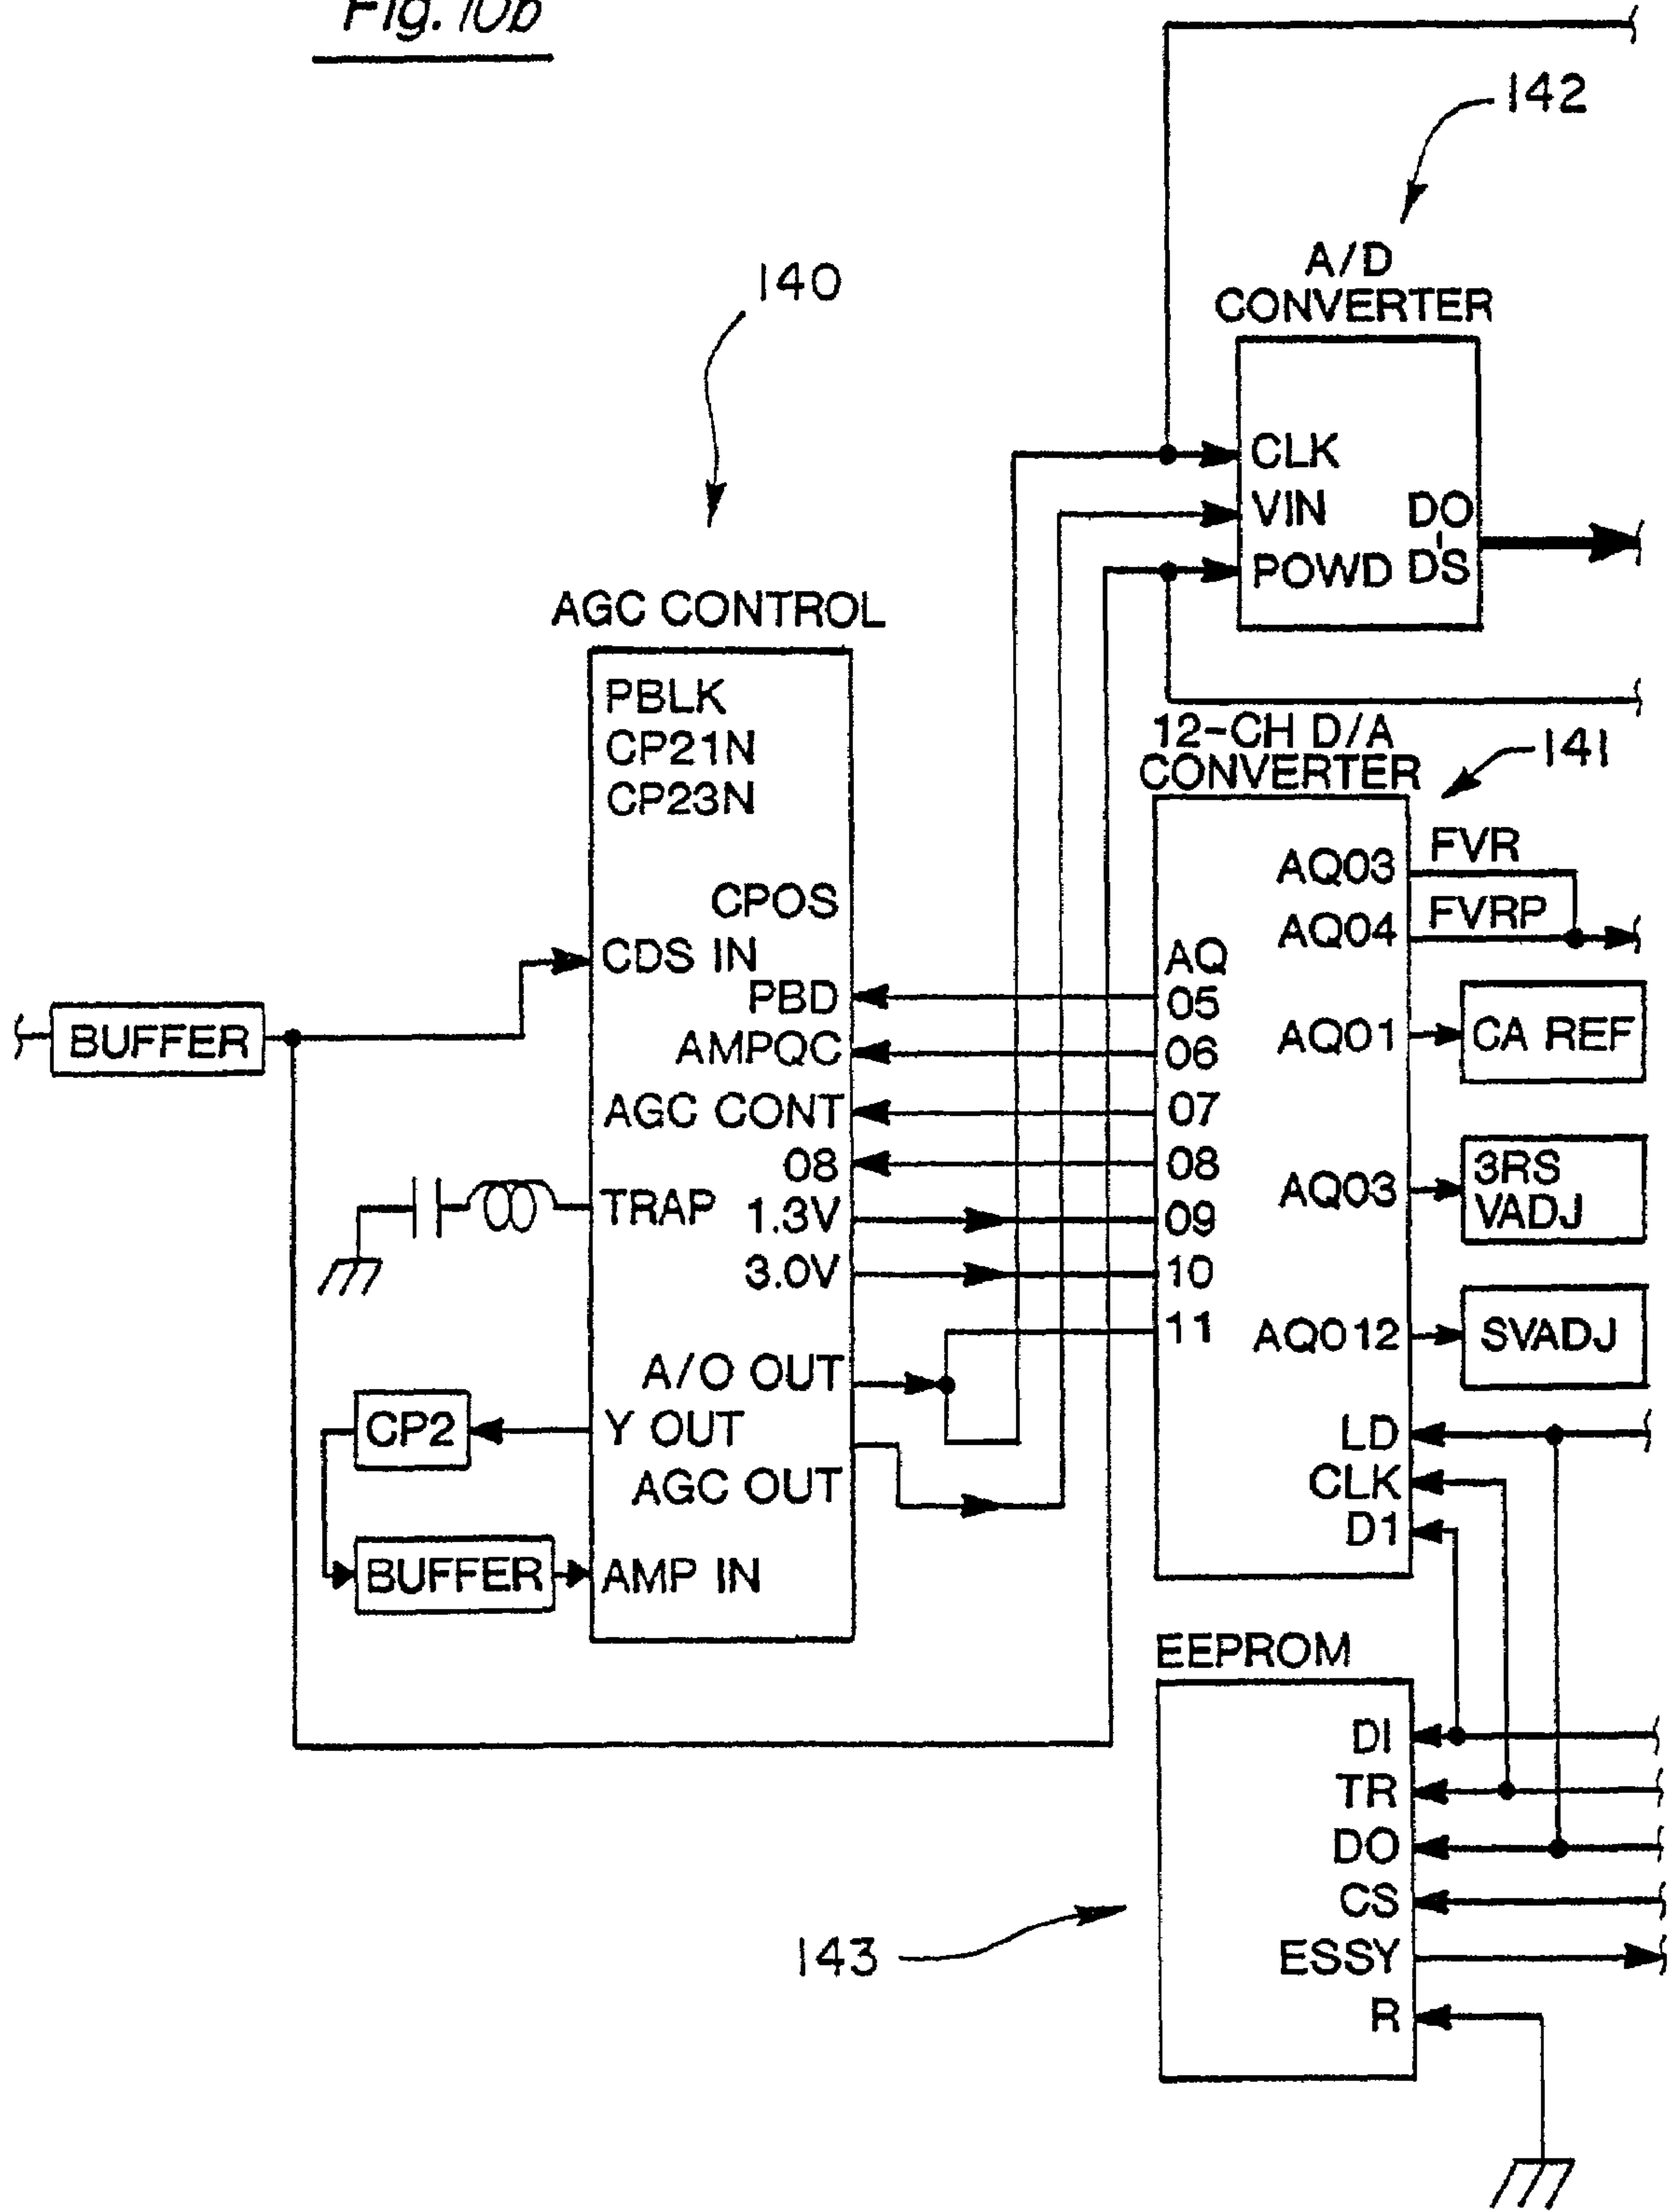 Fig. 10b
142
A/D
CONVERTER
CLK
VIN
POWD
DO
-
DS
140
AGC CONTROL
PBLK
CP21N
CP23N
CPOS
CDS IN
PBD
AMPQC
AGC CONT
08
TRAP
1.3V
3.0V
A/O OUT
Y OUT
AGC OUT
AMP IN
BUFFER
CP2
BUFFER
12-CH D/A
CONVERTER
141
AQ
05
06
07
08
09
10
11
AQ03
FVR
AQ04
FVRP
AQ01
CA REF
AQ03
3RS
VADJ
AQ012
SVADJ
LD
CLK
D1
EEPROM
DI
TR
DO
CS
ESSY
R
143